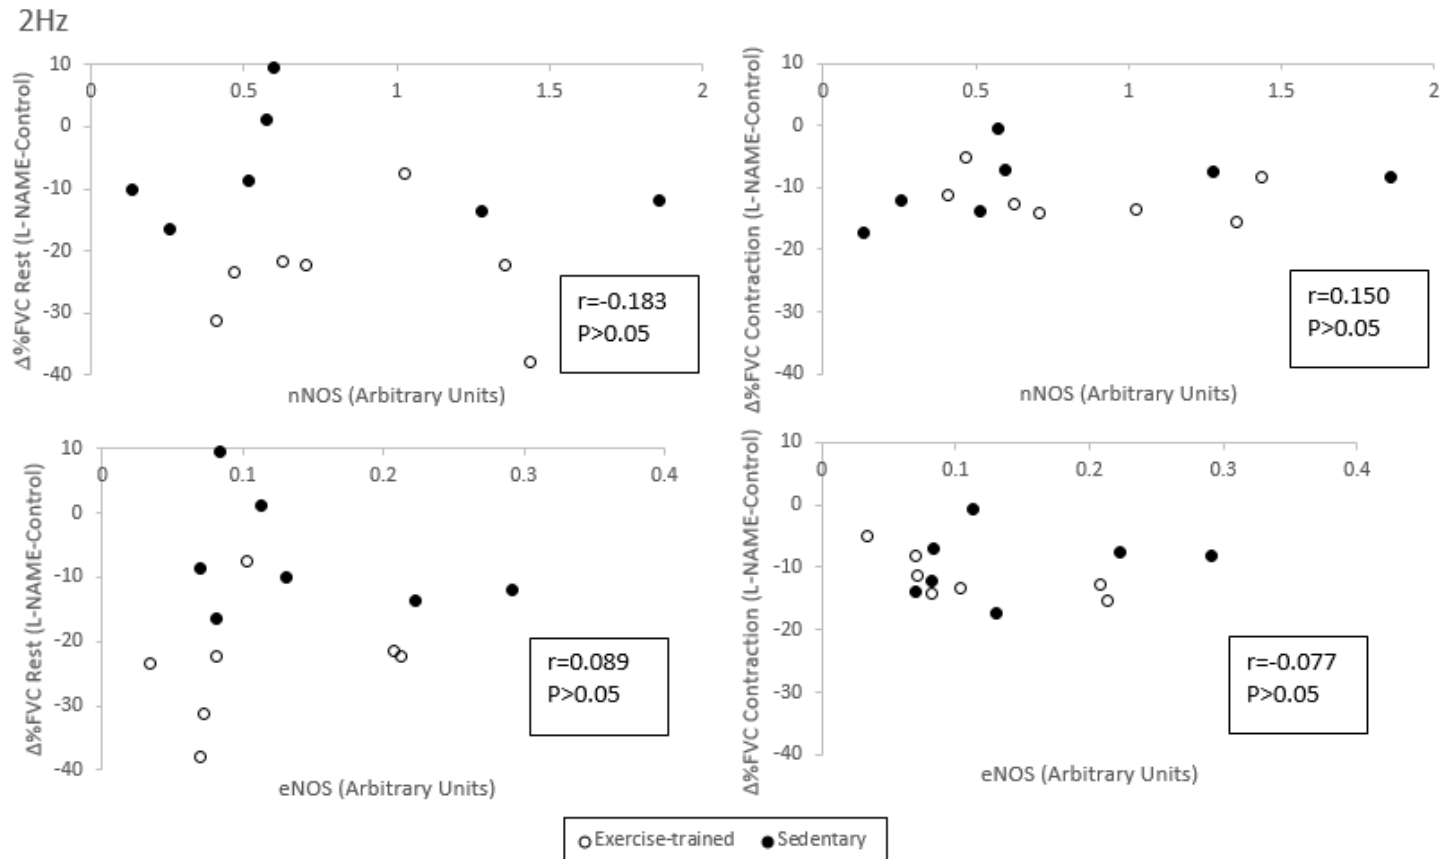 2Hz
Δ%FVC Rest (L-NAME-Control)
10
0
-10
-20
-30
-40
0
0.5
1
1.5
2
r=-0.183
P>0.05
nNOS (Arbitrary Units)
Δ%FVC Contraction (L-NAME-Control)
10
0
-10
-20
-30
-40
0
0.5
1
1.5
2
r=0.150
P>0.05
nNOS (Arbitrary Units)
Δ%FVC Rest (L-NAME-Control)
10
0
-10
-20
-30
-40
0
0.1
0.2
0.3
0.4
r=0.089
P>0.05
eNOS (Arbitrary Units)
Δ%FVC Contraction (L-NAME-Control)
10
0
-10
-20
-30
-40
0
0.1
0.2
0.3
0.4
r=-0.077
P>0.05
eNOS (Arbitrary Units)
Exercise-trained Sedentary